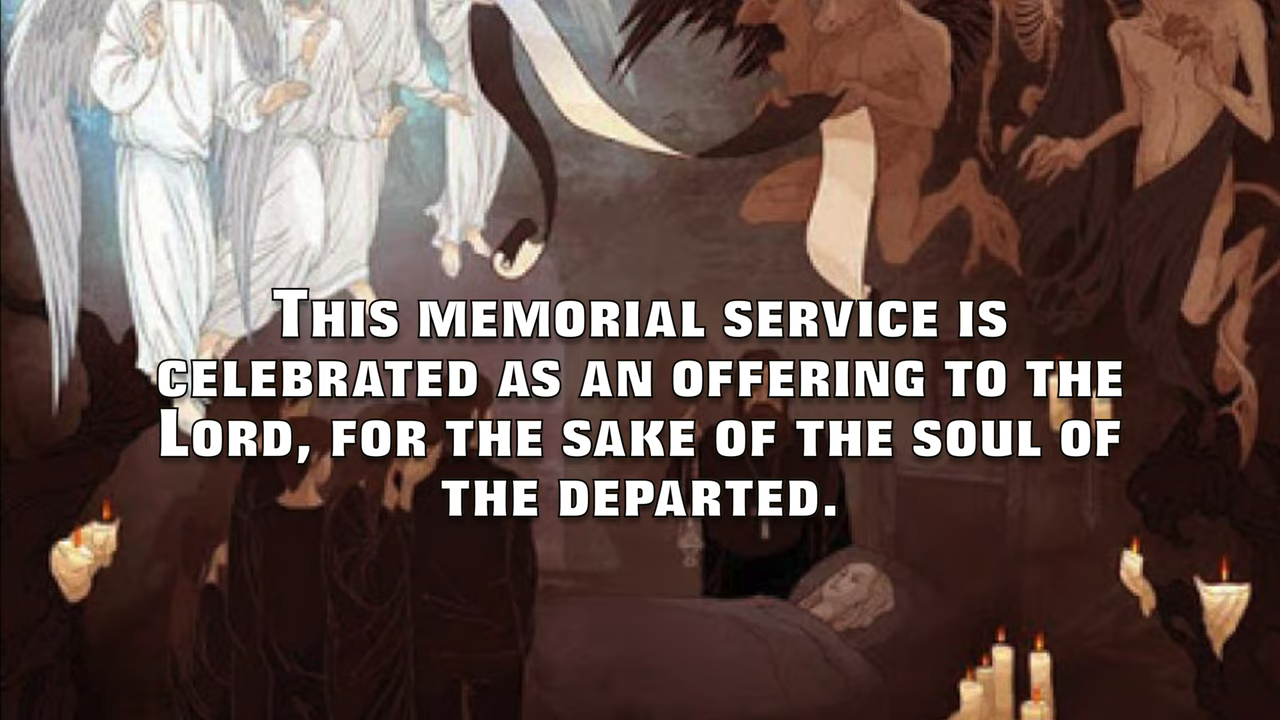 This memorial service is
celebrated as an offering to the
Lord, for the sake of the soul of
the departed.